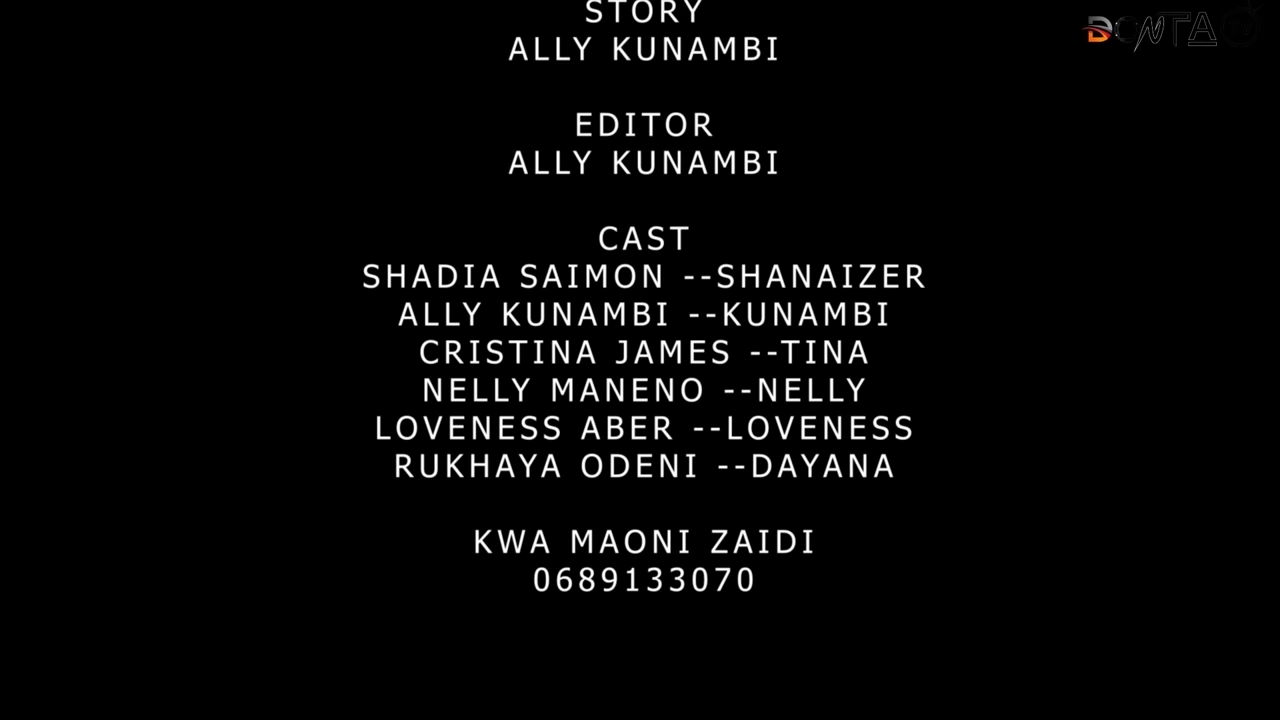 DONTA
STORY
ALLY KUNAMBI
EDITOR
ALLY KUNAMBI
CAST
SHADIA SAIMON --SHANAIZER
ALLY KUNAMBI --KUNAMBI
CRISTINA JAMES --TINA
NELLY MANENO --NELLY
LOVENESS ABER --LOVENESS
RUKHAYA ODENI --DAYANA
KWA MAONI ZAIDI
0689133070